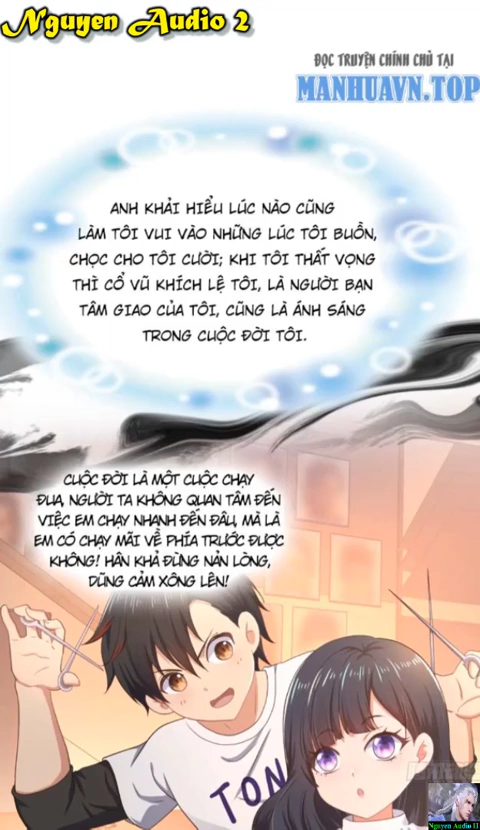 Nguyen Audio 2
ĐỌC TRUYỆN CHÍNH CHỦ TẠI
MANHUAVN.TOP
ANH KHẢI HIỂU LÚC NÀO CŨNG
LÀM TÔI VUI VÀO NHỮNG LÚC TÔI BUỒN,
CHỌC CHO TÔI CƯỜI; KHI TÔI THẤT VỌNG
THÌ CỔ VŨ KHÍCH LỆ TÔI, LÀ NGƯỜI BẠN
TÂM GIAO CỦA TÔI, CŨNG LÀ ÁNH SÁNG
TRONG CUỘC ĐỜI TÔI.
CUỘC ĐỜI LÀ MỘT CUỘC CHẠY
ĐUA, NGƯỜI TA KHÔNG QUAN TÂM ĐẾN
VIỆC EM CHẠY NHANH ĐẾN ĐÂU, MÀ LÀ
EM CÓ CHẠY MÃI VỀ PHÍA TRƯỚC ĐƯỢC
KHÔNG! HÂN KHẢ ĐỪNG NẢN LÒNG,
DŨNG CẢM XÔNG LÊN!
TON
Nguyen Audio II